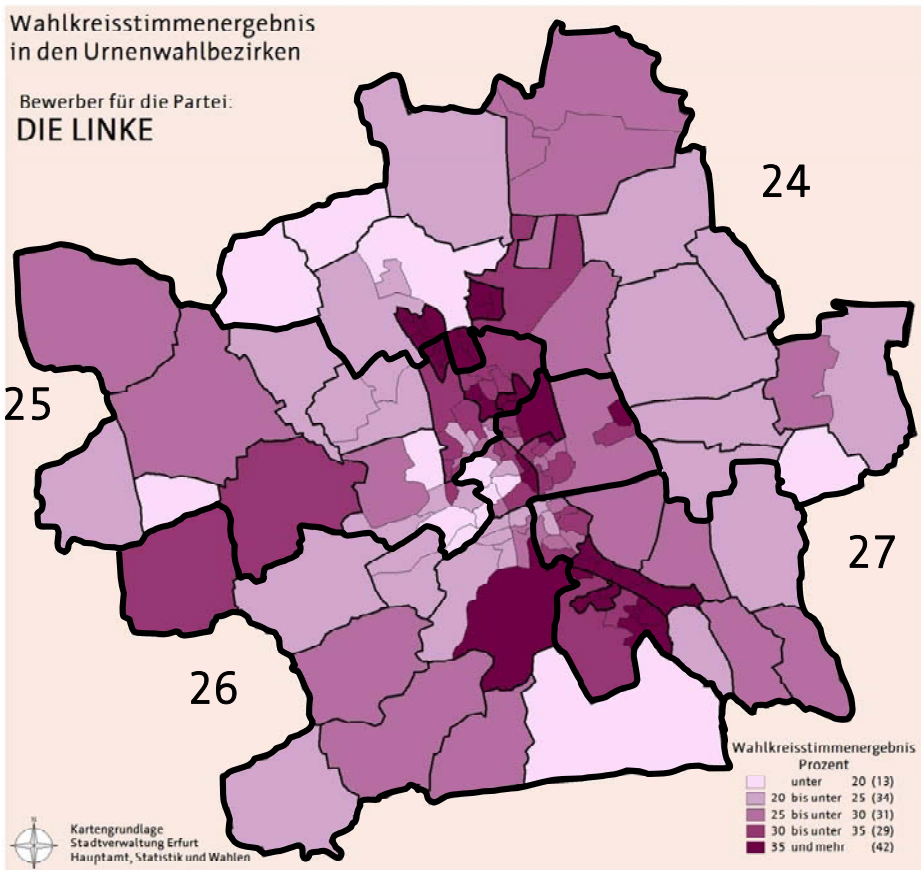 Wahlkreisstimmenergebnis
in den Urnenwahlbezirken
Bewerber für die Partei:
DIE LINKE
24
25
27
26
Wahlkreisstimmenergebnis
Prozent
unter 20 (13)
20 bis unter 25 (34)
25 bis unter 30 (31)
30 bis unter 35 (29)
35 und mehr (42)
N
Kartengrundlage
Stadtverwaltung Erfurt
Hauptamt, Statistik und Wahlen